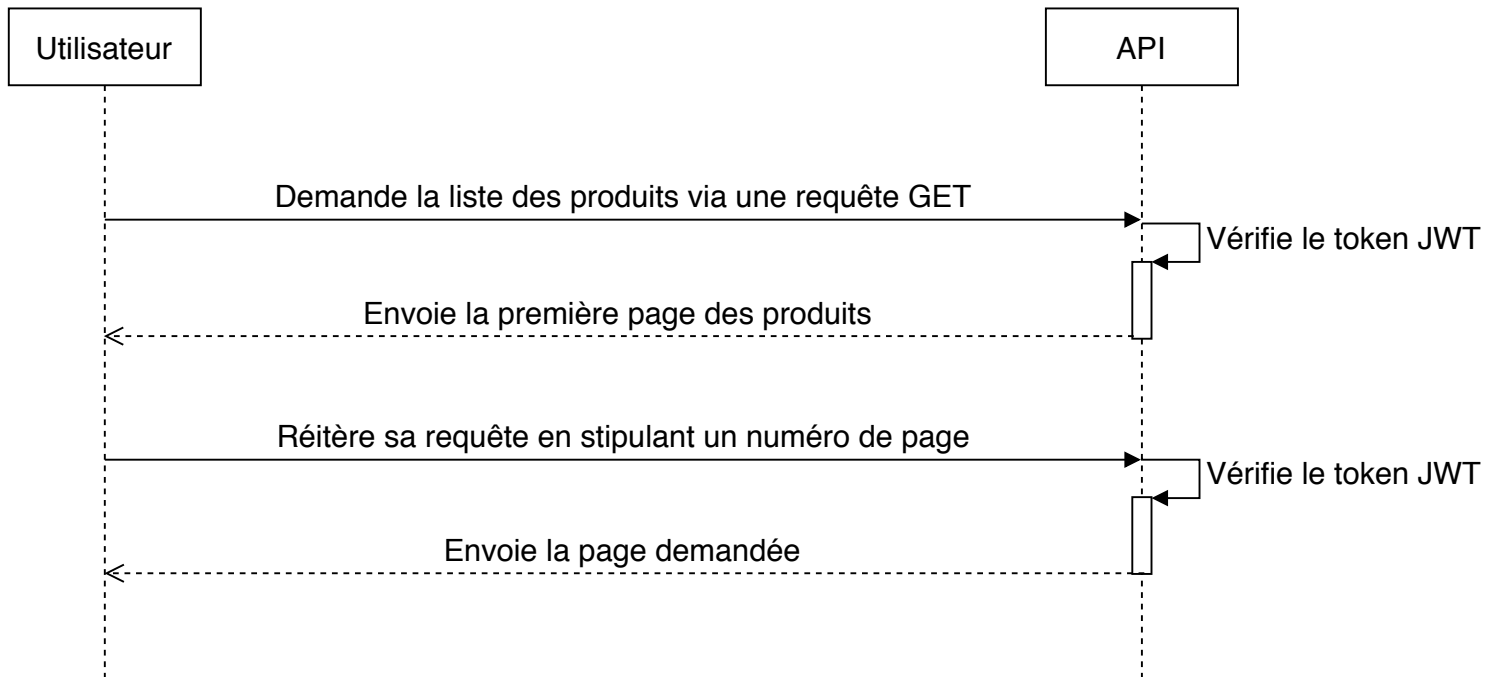 Utilisateur
API
Demande la liste des produits via une requête GET
Vérifie le token JWT
Envoie la première page des produits
Réitère sa requête en stipulant un numéro de page
Vérifie le token JWT
Envoie la page demandée